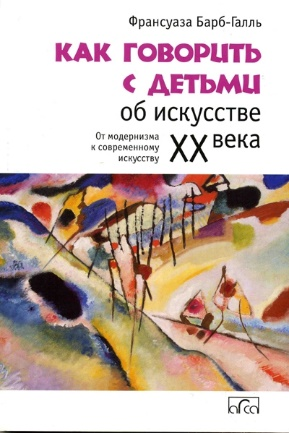 Франсуаза Барб-Галль
КАК ГОВОРИТЬ
С ДЕТЬМИ
об искусстве
От модернизма
к современному
искусству
XX века
арса